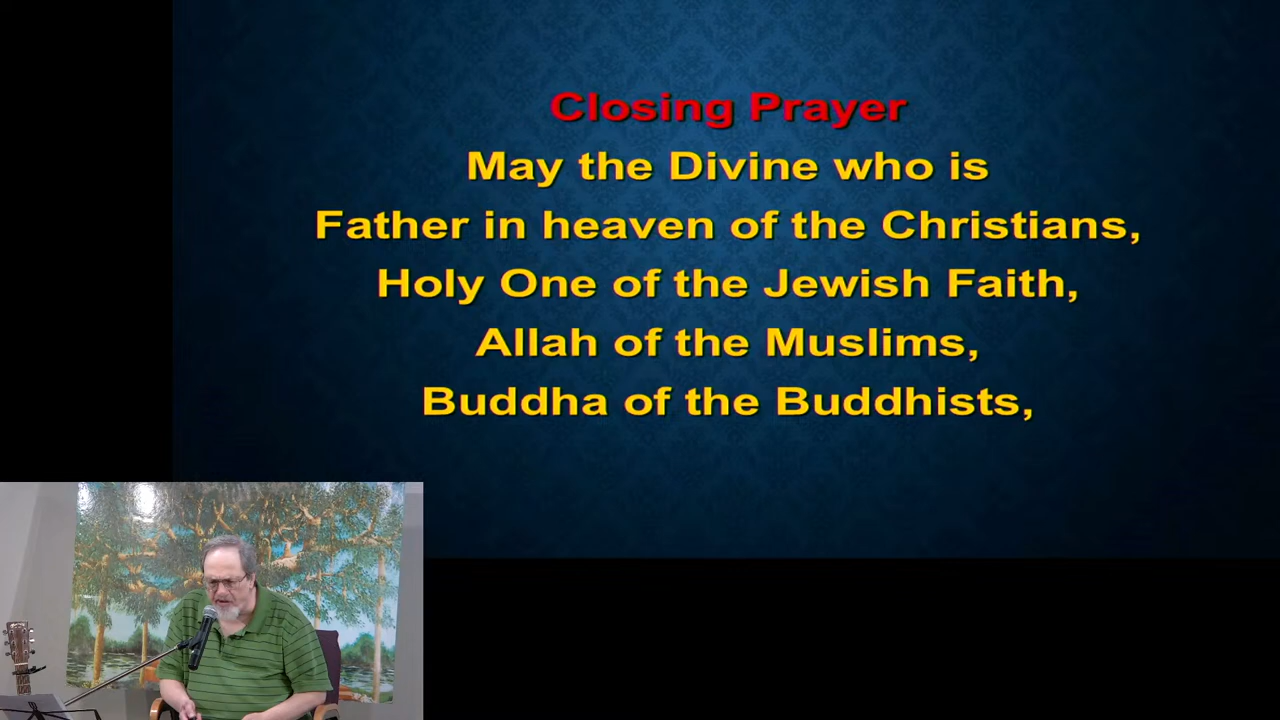 Closing Prayer
May the Divine who is
Father in heaven of the Christians,
Holy One of the Jewish Faith,
Allah of the Muslims,
Buddha of the Buddhists,